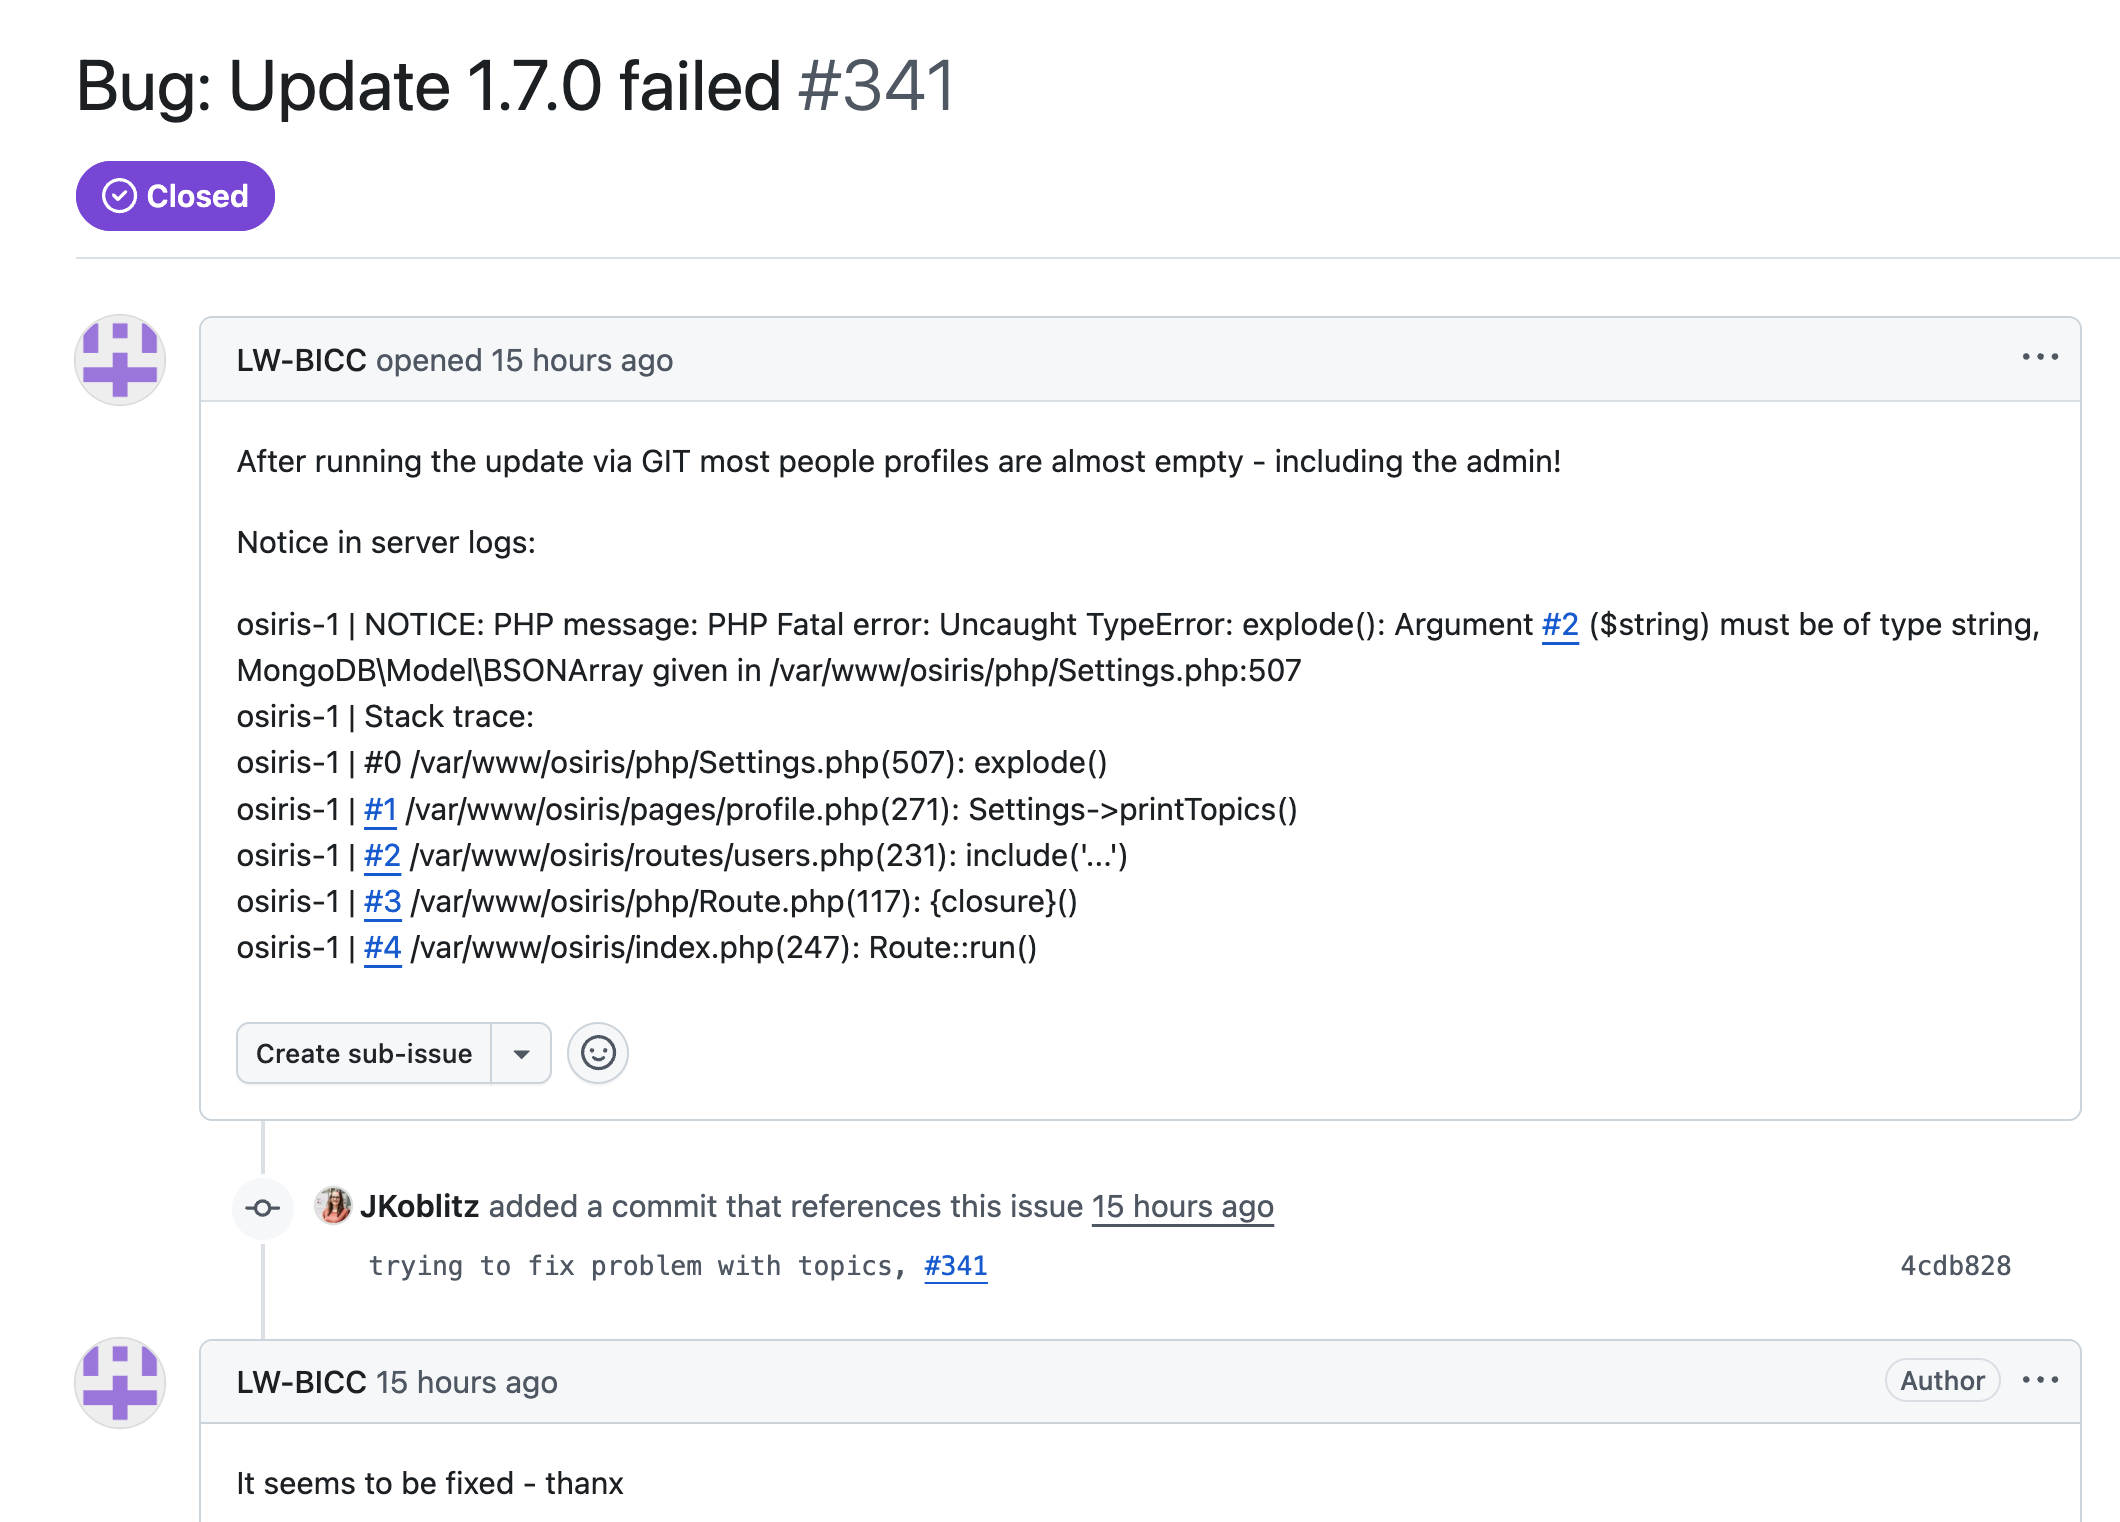 Bug: Update 1.7.0 failed #341
Closed
LW-BICC opened 15 hours ago
After running the update via GIT most people profiles are almost empty - including the admin!
Notice in server logs:
osiris-1 | NOTICE: PHP message: PHP Fatal error: Uncaught TypeError: explode(): Argument #2 ($string) must be of type string,
MongoDB\Model\BSONArray given in /var/www/osiris/php/Settings.php:507
osiris-1 | Stack trace:
osiris-1 | #0 /var/www/osiris/php/Settings.php(507): explode()
osiris-1 | #1 /var/www/osiris/pages/profile.php(271): Settings->printTopics()
osiris-1 | #2 /var/www/osiris/routes/users.php(231): include('...')
osiris-1 | #3 /var/www/osiris/php/Route.php(117): {closure}()
osiris-1 | #4 /var/www/osiris/index.php(247): Route::run()
Create sub-issue
JKoblitz added a commit that references this issue 15 hours ago
trying to fix problem with topics, #341 4cdb828
LW-BICC 15 hours ago Author
It seems to be fixed - thanx